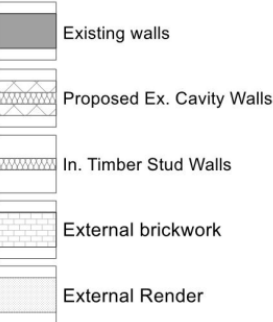 Existing walls
Proposed Ex. Cavity Walls
In. Timber Stud Walls
External brickwork
External Render